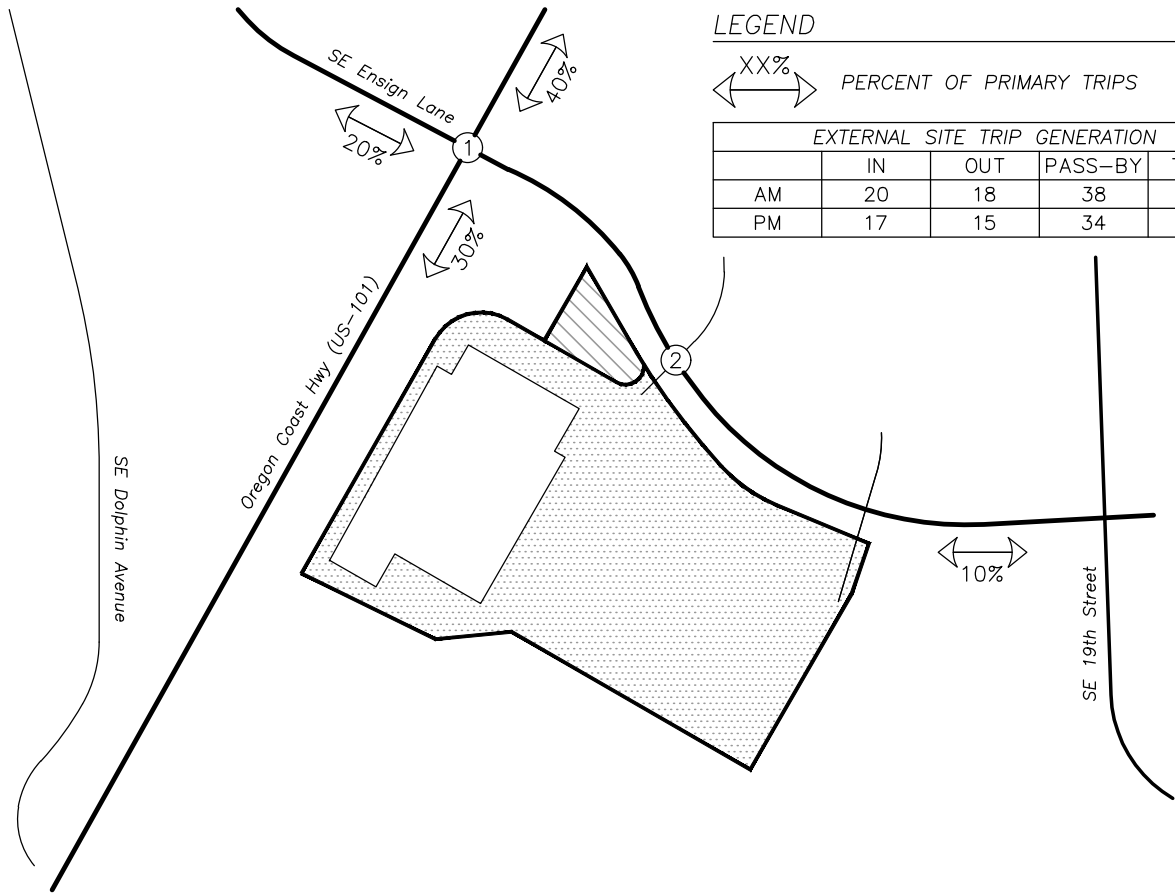 LEGEND
XX% PERCENT OF PRIMARY TRIPS
EXTERNAL SITE TRIP GENERATION
IN OUT PASS-BY
AM 20 18 38
PM 17 15 34
SE Ensign Lane
40%
20%
1
30%
Oregon Coast Hwy (US-101)
2
SE Dolphin Avenue
10%
SE 19th Street